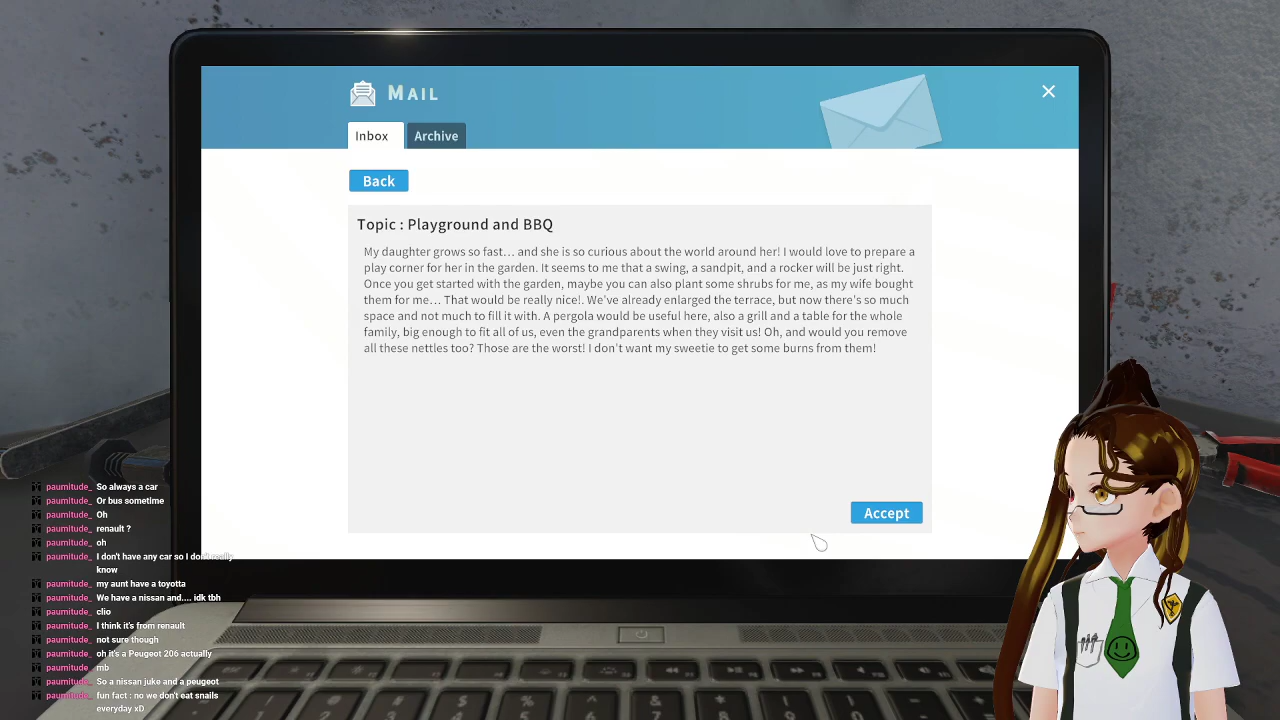 MAIL
Inbox
Archive
Back
Topic : Playground and BBQ
My daughter grows so fast... and she is so curious about the world around her! I would love to prepare a
play corner for her in the garden. It seems to me that a swing, a sandpit, and a rocker will be just right.
Once you get started with the garden, maybe you can also plant some shrubs for me, as my wife bought
them for me... That would be really nice!. We've already enlarged the terrace, but now there's so much
space and not much to fill it with. A pergola would be useful here, also a grill and a table for the whole
family, big enough to fit all of us, even the grandparents when they visit us! Oh, and would you remove
all these nettles too? Those are the worst! I don't want my sweetie to get some burns from them!
Accept
paumitude_ So always a car
paumitude_ Or bus sometime
paumitude_ Oh
paumitude_ renault ?
paumitude_ oh
paumitude_ I don't have any car so I don't really
know
paumitude_ my aunt have a toyotta
paumitude_ We have a nissan and.... idk tbh
paumitude_ clio
paumitude_ I think it's from renault
paumitude_ not sure though
paumitude_ oh it's a Peugeot 206 actually
paumitude_ mb
paumitude_ So a nissan juke and a peugeot
paumitude_ fun fact : no we don't eat snails
everyday xD